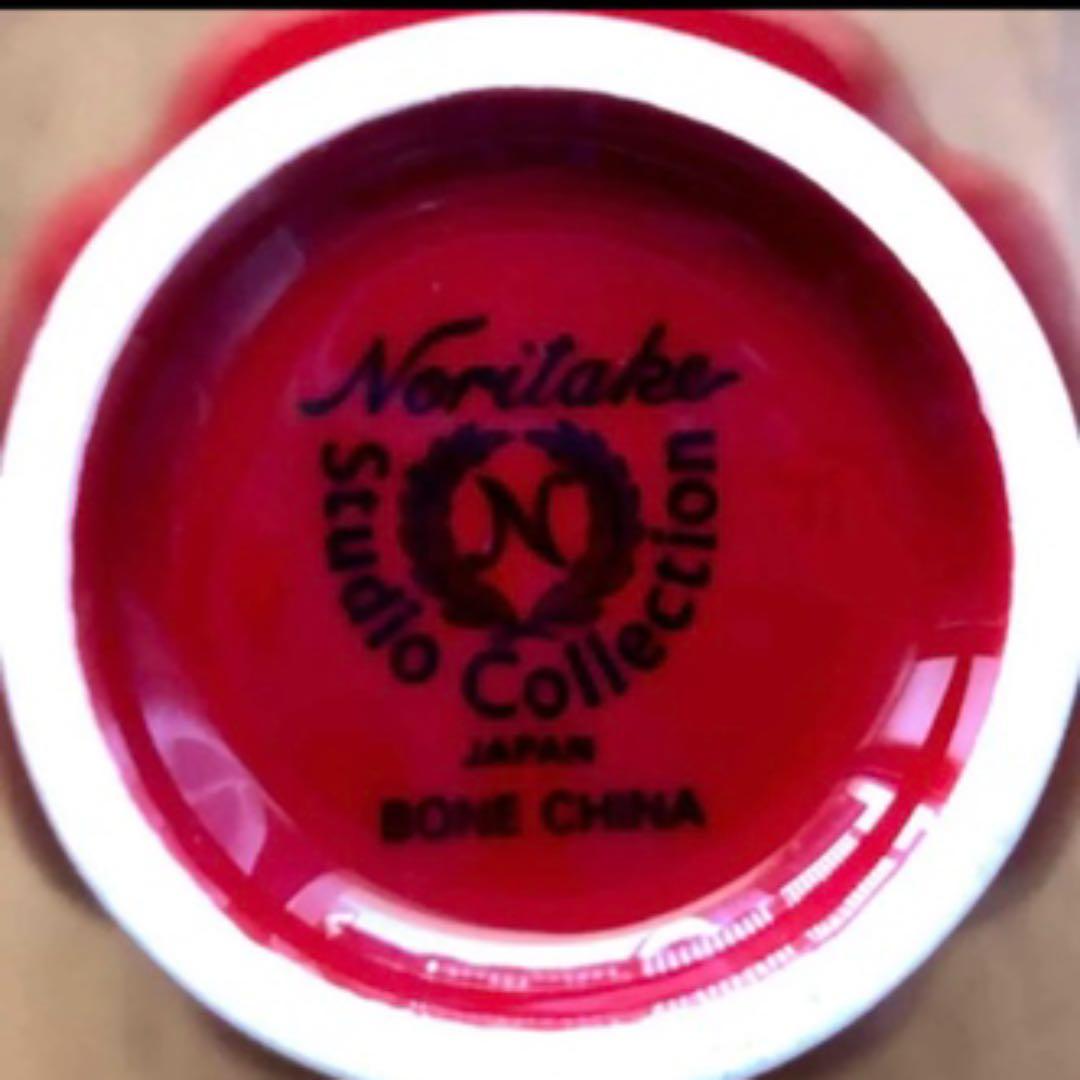 Noritake
N
Studio Collection
JAPAN
BONE CHINA